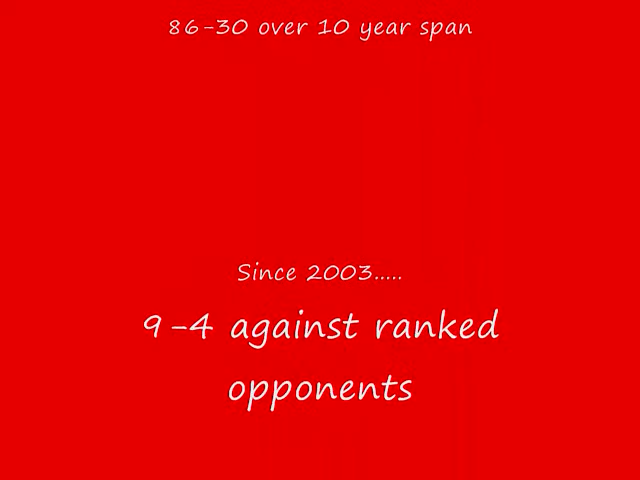 86-30 over 10 year span
Since 2003.....
9-4 against ranked
opponents